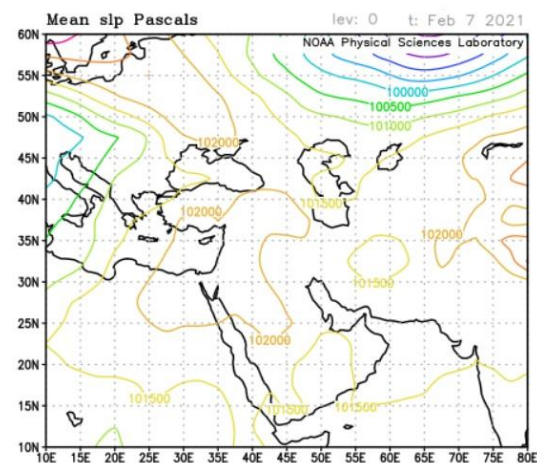 Mean slp Pascals lev: 0 t: Feb 7 2021
NOAA Physical Sciences Laboratory
60N
55N
50N
45N
40N
35N
30N
25N
20N
15N
10N
100000
100500
101000
102000
101500
102000
102000
101500
102000
101500
101500
101500
10E 15E 20E 25E 30E 35E 40E 45E 50E 55E 60E 65E 70E 75E 80E